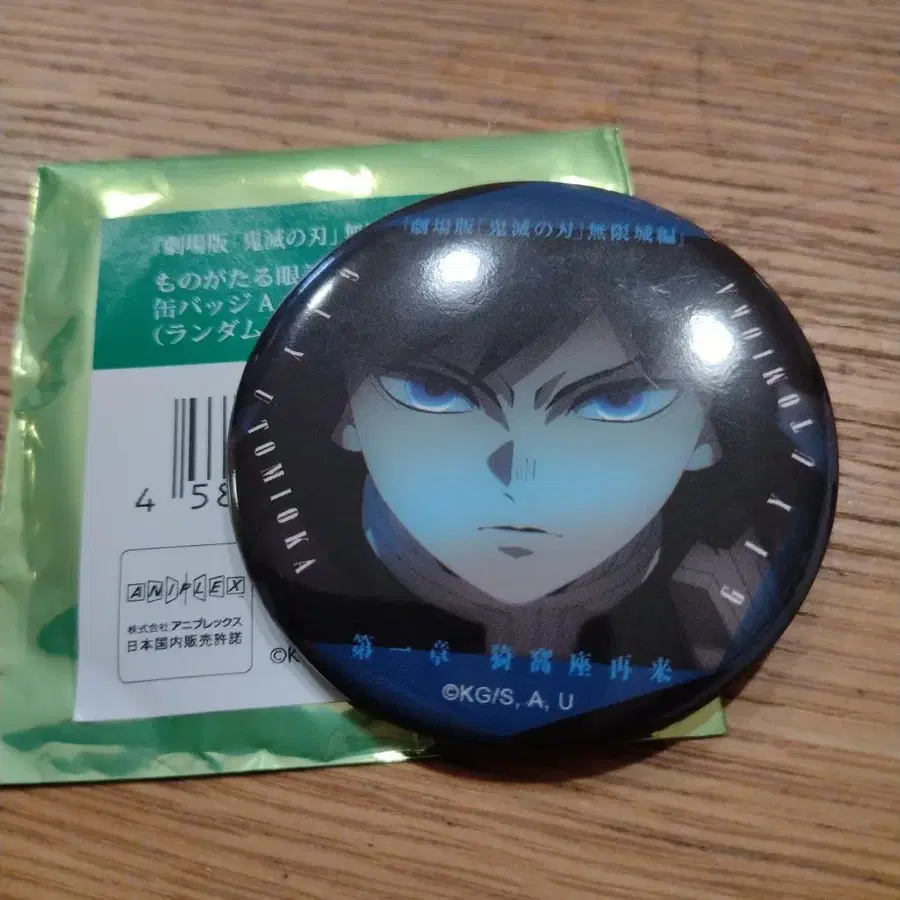 「劇場版「鬼滅の刃」無
ものがたる眼
缶バッジ A
(ランダム
4 58
ANIPLEX
株式会社 アニプレックス
日本国内販売許諾
©K
「劇場版「鬼滅の刃」無限城編」
GIYU TOMIOKA
GIYU TOMIOKA
第一章 猗窩座再来
©KG/S, A, U